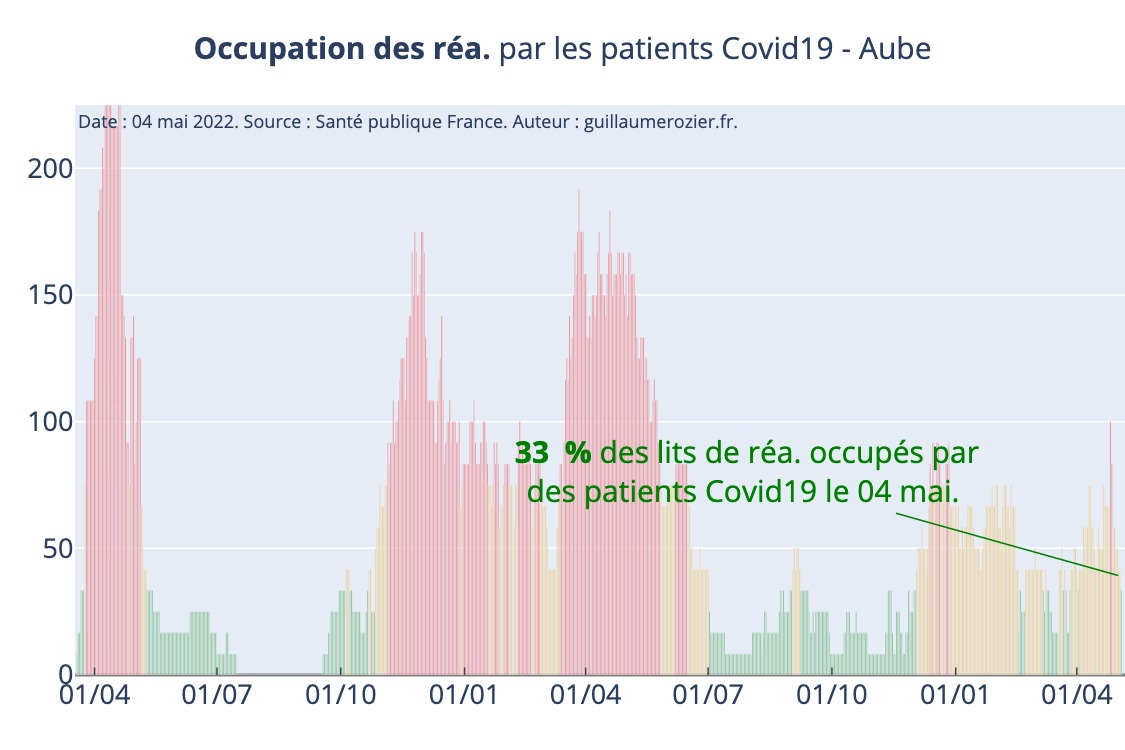 Occupation des réa. par les patients Covid19 - Aube
Date : 04 mai 2022. Source : Santé publique France. Auteur : guillaumerozier.fr.
200
150
100
33 % des lits de réa. occupés par
des patients Covid19 le 04 mai.
50
0
01/04 01/07 01/10 01/01 01/04 01/07 01/10 01/01 01/04